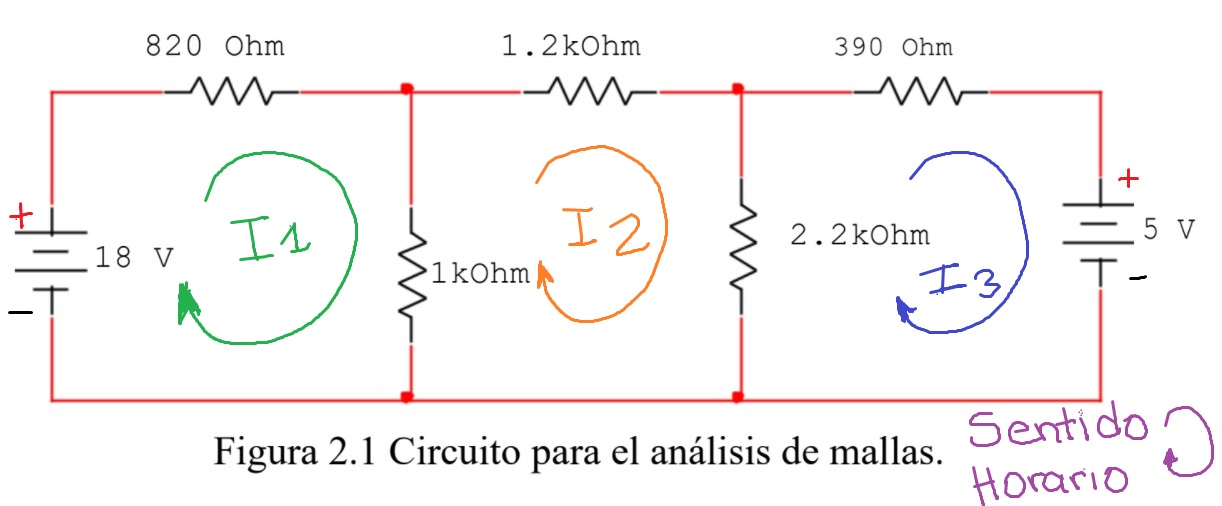 820 Ohm
1.2kOhm
390 Ohm
+
+
18 V
I1
1kOhm
I2
2.2kOhm
I3
5 V
-
-
Figura 2.1 Circuito para el análisis de mallas.
Sentido
Horario